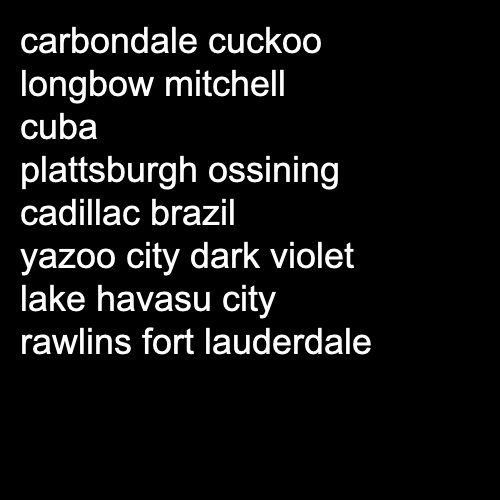 carbondale cuckoo
longbow mitchell
cuba
plattsburgh ossining
cadillac brazil
yazoo city dark violet
lake havasu city
rawlins fort lauderdale